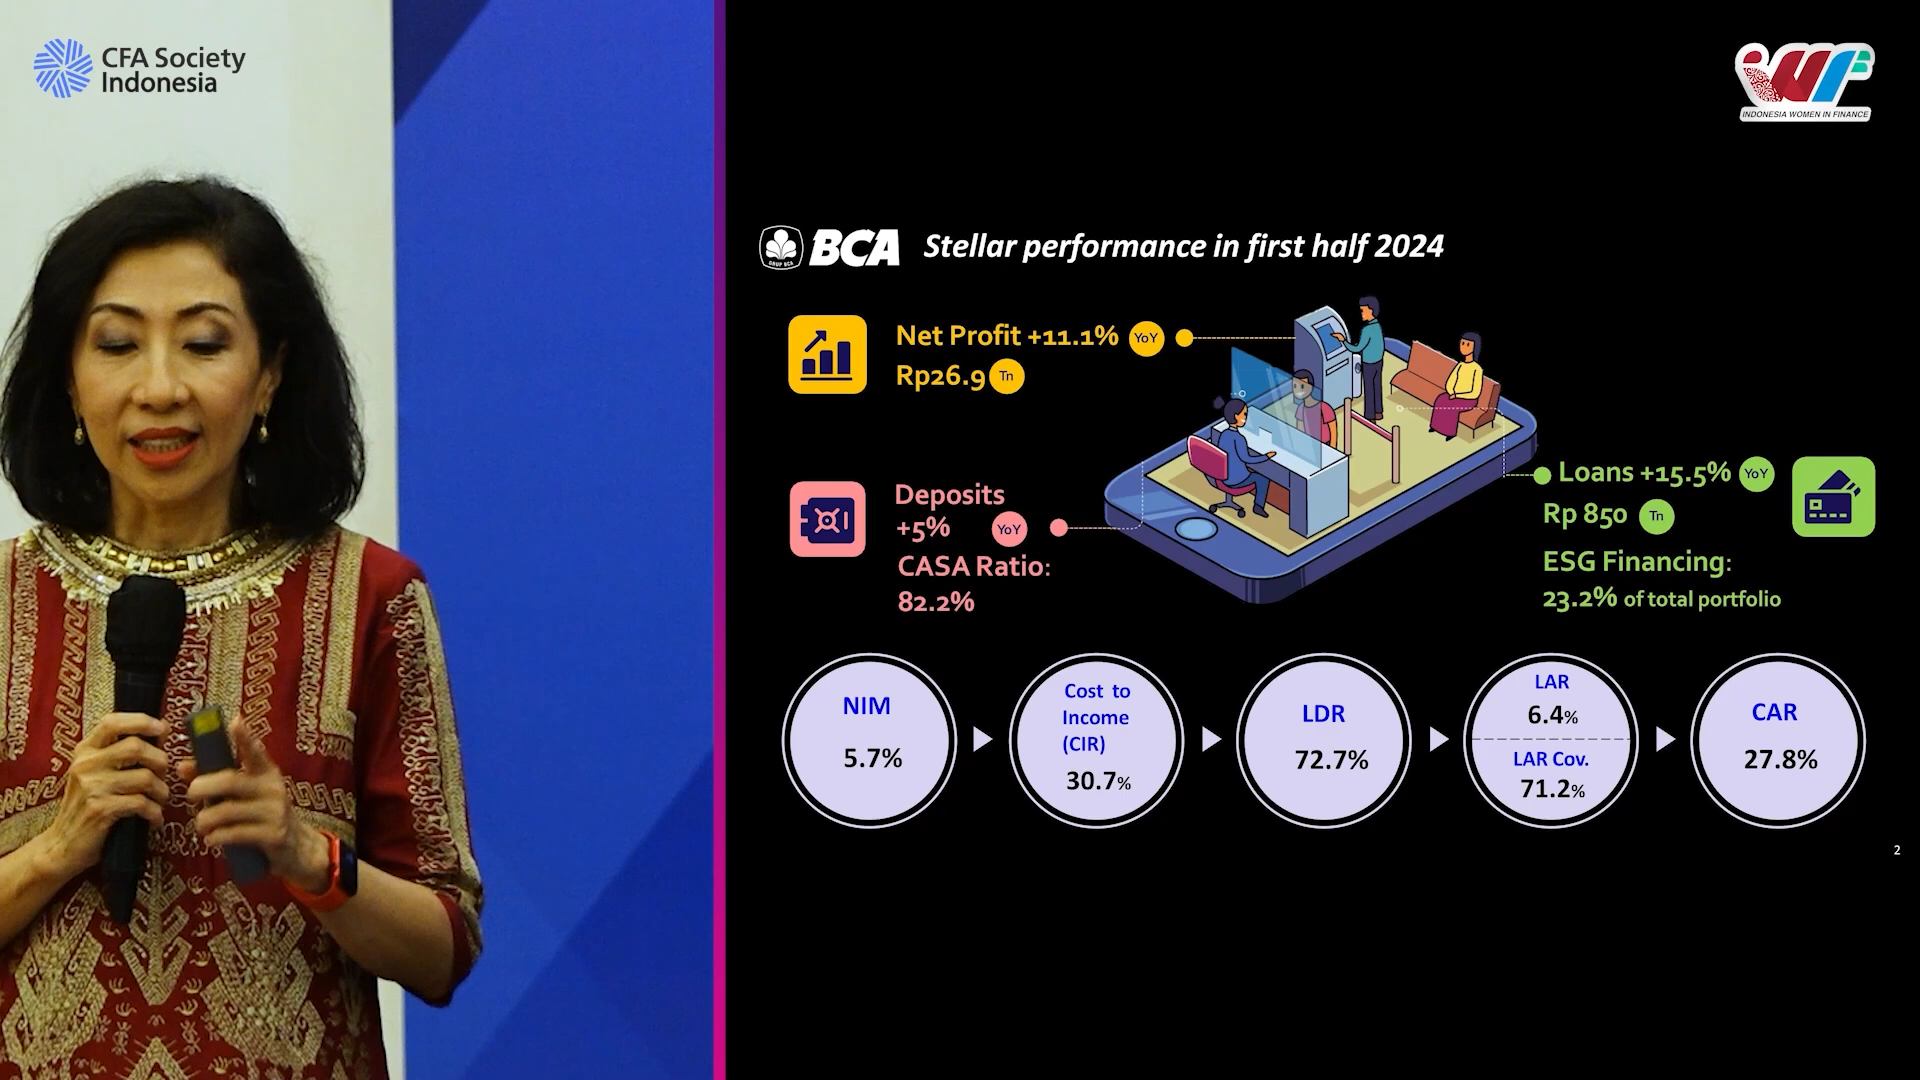 CFA Society
Indonesia
INDONESIA WOMEN IN FINANCE
BCA Stellar performance in first half 2024
GRUP BCA
Net Profit +11.1% YoY
Rp26.9 Tn
Deposits
+5% YoY
CASA Ratio:
82.2%
Loans +15.5% YoY
Rp 850 Tn
ESG Financing:
23.2% of total portfolio
NIM
5.7%
Cost to
Income
(CIR)
30.7%
LDR
72.7%
LAR
6.4%
LAR Cov.
71.2%
CAR
27.8%
2